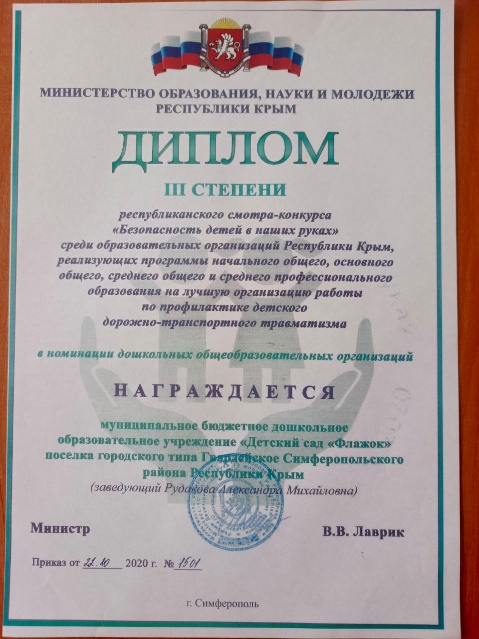 МИНИСТЕРСТВО ОБРАЗОВАНИЯ, НАУКИ И МОЛОДЕЖИ
РЕСПУБЛИКИ КРЫМ
ДИПЛОМ
III СТЕПЕНИ
республиканского смотра-конкурса
«Безопасность детей в наших руках»
среди образовательных организаций Республики Крым,
реализующих программы начального общего, основного
общего, среднего общего и среднего профессионального
образования на лучшую организацию работы
по профилактике детского
дорожно-транспортного травматизма
в номинации дошкольных общеобразовательных организаций
НАГРАЖДАЕТСЯ
муниципальное бюджетное дошкольное
образовательное учреждение «Детский сад «Флажок»
поселка городского типа Гвардейское Симферопольского
района Республики Крым
(заведующий Рудакова Александра Михайловна)
Министр В.В. Лаврик
Приказ от 22.10 2020 г. № 1501
г. Симферополь